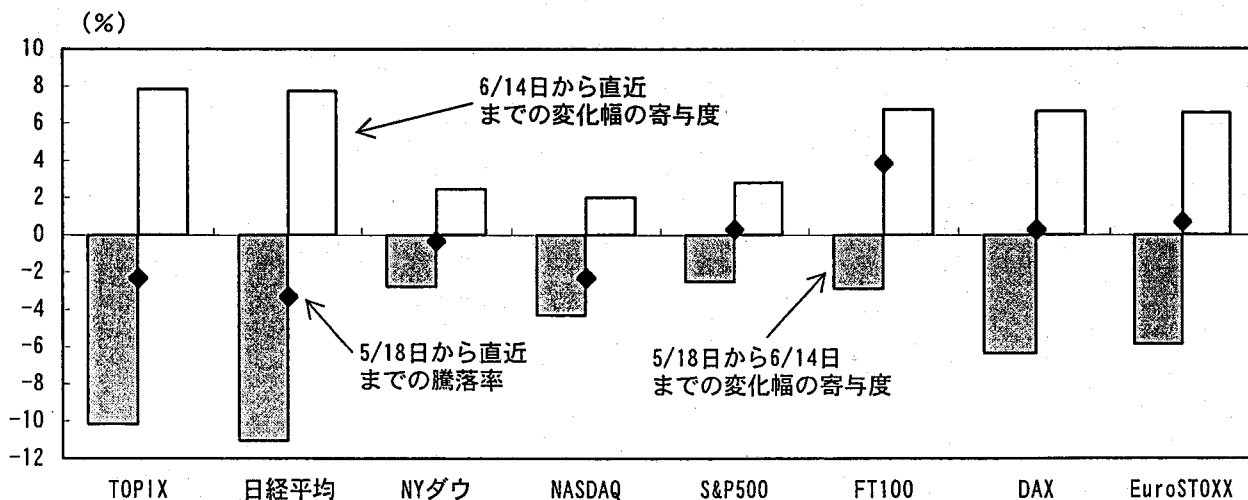 (%)
10
8
6
4
2
0
-2
-4
-6
-8
-10
-12
6/14日から直近
までの変化幅の寄与度
5/18日から直近
までの騰落率
5/18日から6/14日
までの変化幅の寄与度
TOPIX 日経平均 NYダウ NASDAQ S&P500 FT100 DAX EuroSTOXX